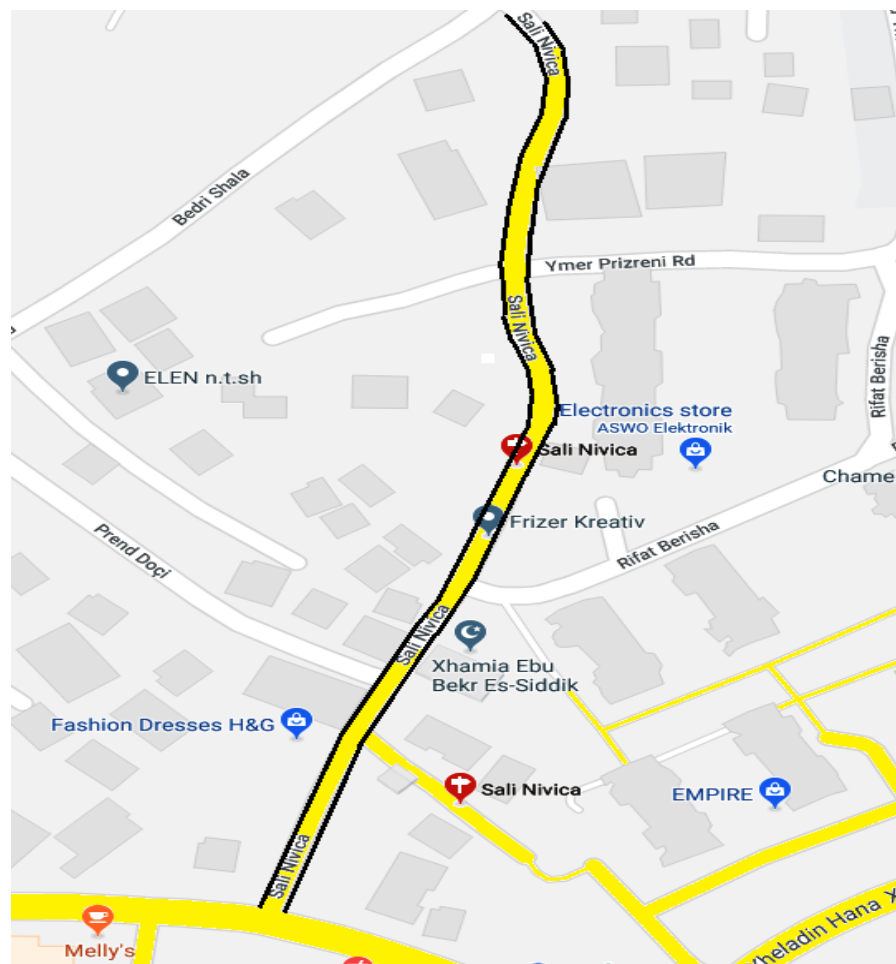 Sali Nivica
Bedri Shala
Ymer Prizreni Rd
Sali Nivica
ELEN n.t.sh
Rifat Berisha
Electronics store
ASWO Elektronik
Sali Nivica
Chame
Frizer Kreativ
Rifat Berisha
Prend Doçi
Sali Nivica
Xhamia Ebu
Bekr Es-Siddik
Fashion Dresses H&G
Sali Nivica
EMPIRE
Sali Nivica
Xheladin Hana X
Melly's